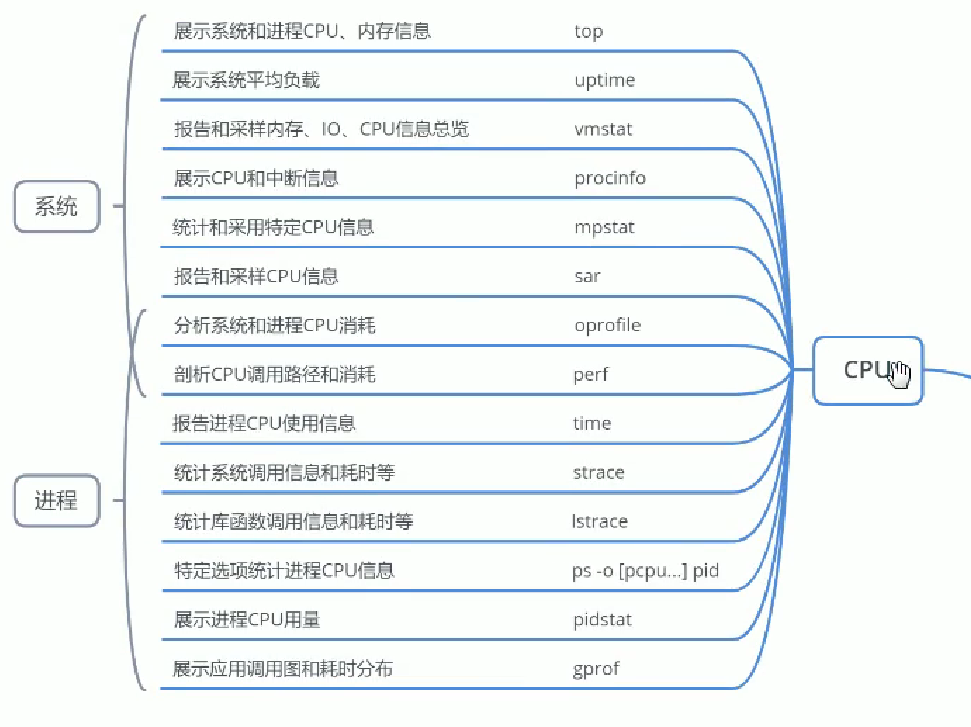 展示系统和进程CPU、内存信息 top
展示系统平均负载 uptime
报告和采样内存、IO、CPU信息总览 vmstat
展示CPU和中断信息 procinfo
系统
统计和采用特定CPU信息 mpstat
报告和采样CPU信息 sar
分析系统和进程CPU消耗 oprofile
CPU
剖析CPU调用路径和消耗 perf
报告进程CPU使用信息 time
统计系统调用信息和耗时等 strace
进程
统计库函数调用信息和耗时等 lstrace
特定选项统计进程CPU信息 ps -o [pcpu...] pid
展示进程CPU用量 pidstat
展示应用调用图和耗时分布 gprof